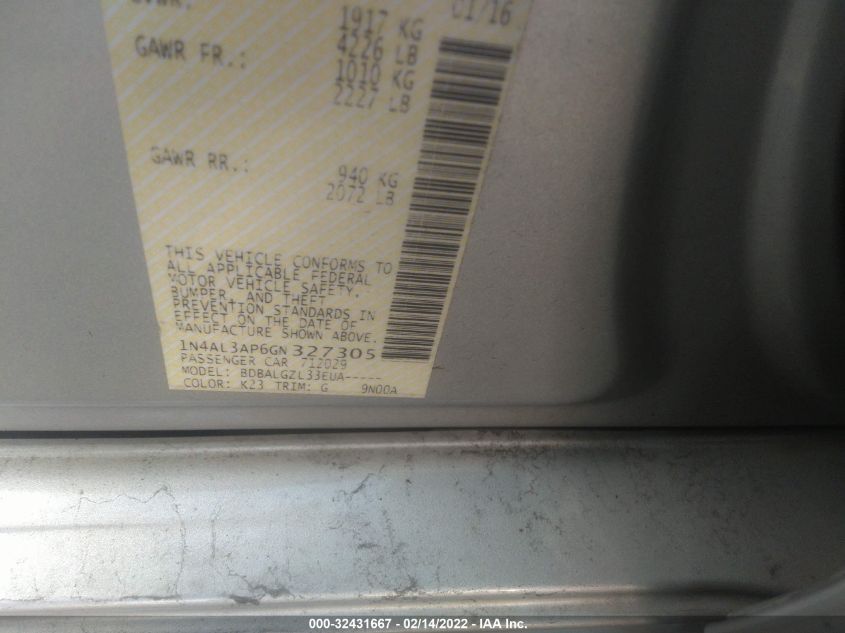 GVWR:
01/16
1917 KG
4226 LB
GAWR FR.:
1010 KG
2227 LB
GAWR RR.:
940 KG
2072 LB
THIS VEHICLE CONFORMS TO
ALL APPLICABLE FEDERAL
MOTOR VEHICLE SAFETY,
BUMPER, AND THEFT
PREVENTION STANDARDS IN
EFFECT ON THE DATE OF
MANUFACTURE SHOWN ABOVE.
1N4AL3AP6GN327305
PASSENGER CAR 712029
MODEL: BDBALGZL33EUA-----
COLOR: K23 TRIM: G 9N00A
000-32431667 - 02/14/2022 - IAA Inc.